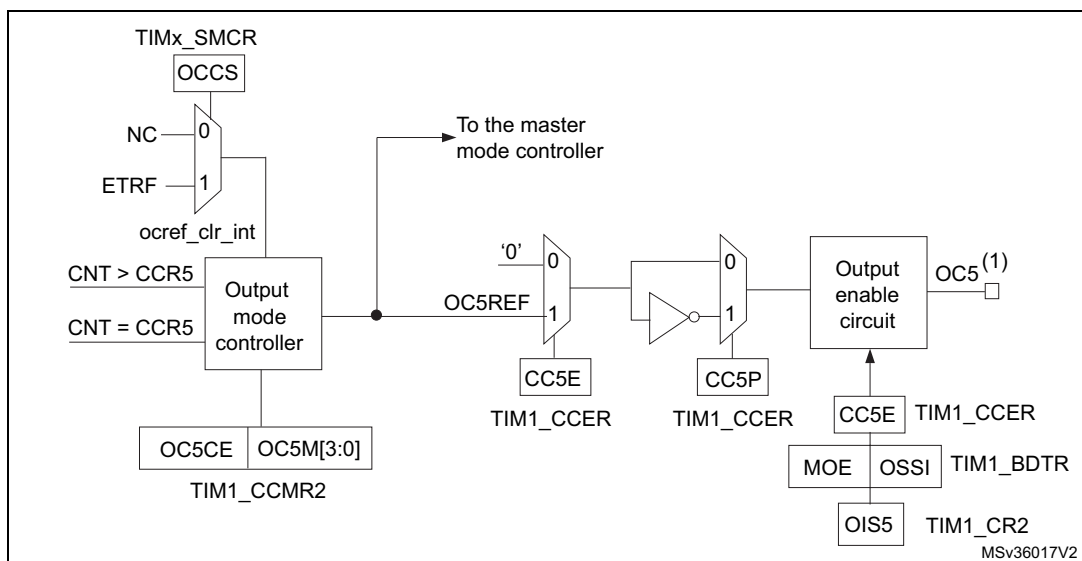 TIMx_SMCR
OCCS
NC
0
ETRF
1
ocref_clr_int
To the master
mode controller
CNT > CCR5
CNT = CCR5
Output
mode
controller
OC5REF
‘0’
0
1
0
1
Output
enable
circuit
OC5
(1)
CC5E
TIM1_CCER
CC5P
TIM1_CCER
CC5E
TIM1_CCER
OC5CE
OC5M[3:0]
TIM1_CCMR2
MOE
OSSI
TIM1_BDTR
OIS5
TIM1_CR2
MSv36017V2